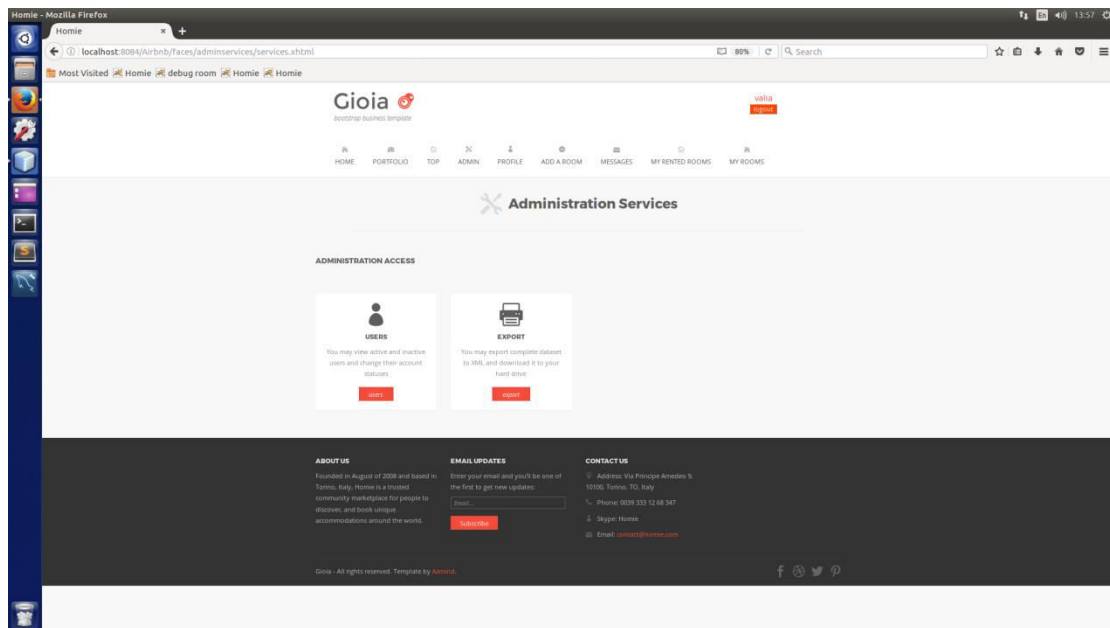 Homie - Mozilla Firefox
En 13:57
Homie × +
localhost:8084/Airbnb/faces/adminservices/services.xhtml 80% Search
Most Visited Homie debug room Homie Homie
Gioia
bootstrap business template
valia
logout
HOME PORTFOLIO TOP ADMIN PROFILE ADD A ROOM MESSAGES MY RENTED ROOMS MY ROOMS
Administration Services
ADMINISTRATION ACCESS
USERS
You may view active and inactive
users and change their account
statuses
users
EXPORT
You may export complete dataset
to XML and download it to your
hard drive
export
ABOUT US
Founded in August of 2008 and based in
Torino, Italy, Homie is a trusted
community marketplace for people to
discover, and book unique
accommodations around the world.
EMAIL UPDATES
Enter your email and you'll be one of
the first to get new updates:
Email...
Subscribe
CONTACT US
Address: Via Principe Amedeo 9,
10100, Torino, TO, Italy
Phone: 0039 333 12 68 347
Skype: Homie
Email: contact@homie.com
Gioia - All rights reserved. Template by Azmind.